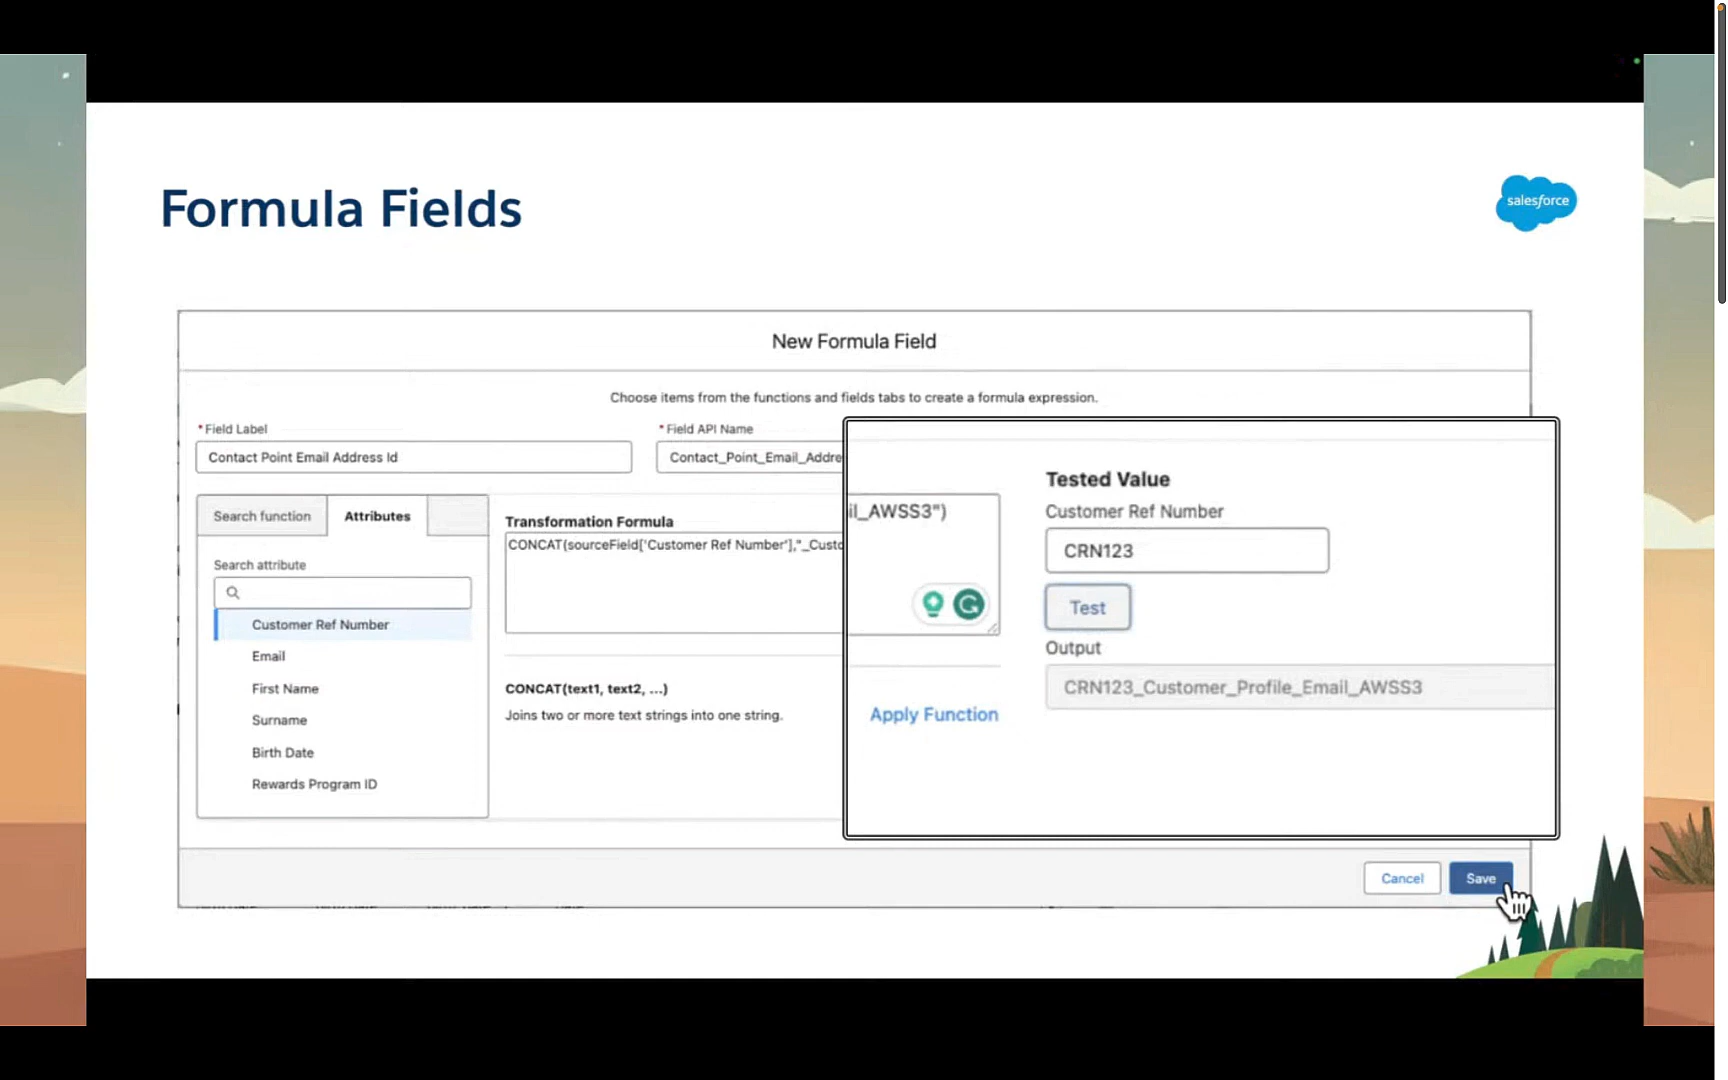 Formula Fields
salesforce
New Formula Field
Choose items from the functions and fields tabs to create a formula expression.
*Field Label
*Field API Name
Contact Point Email Address Id
Contact_Point_Email_Addre
Search function
Attributes
Search attribute
Customer Ref Number
Email
First Name
Surname
Birth Date
Rewards Program ID
Transformation Formula
CONCAT(sourceField['Customer Ref Number'],"_Custo
CONCAT(text1, text2, ...)
Joins two or more text strings into one string.
il_AWSS3")
Apply Function
Tested Value
Customer Ref Number
CRN123
Test
Output
CRN123_Customer_Profile_Email_AWSS3
Cancel
Save